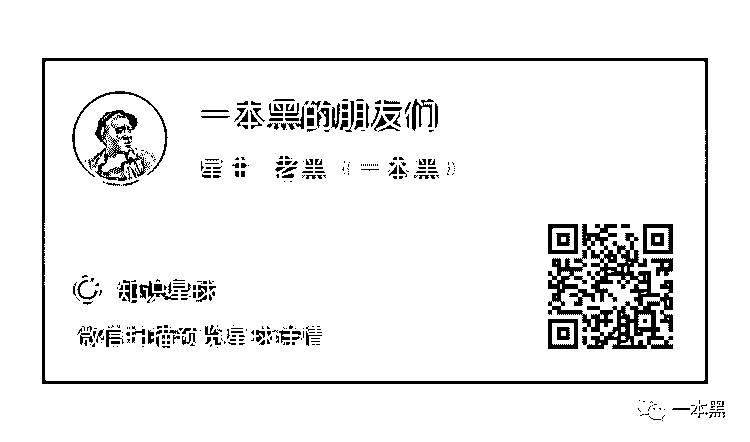 一本黑的朋友们
星主 老黑（一本黑）
知识星球
微信扫描预览星球详情
一本黑